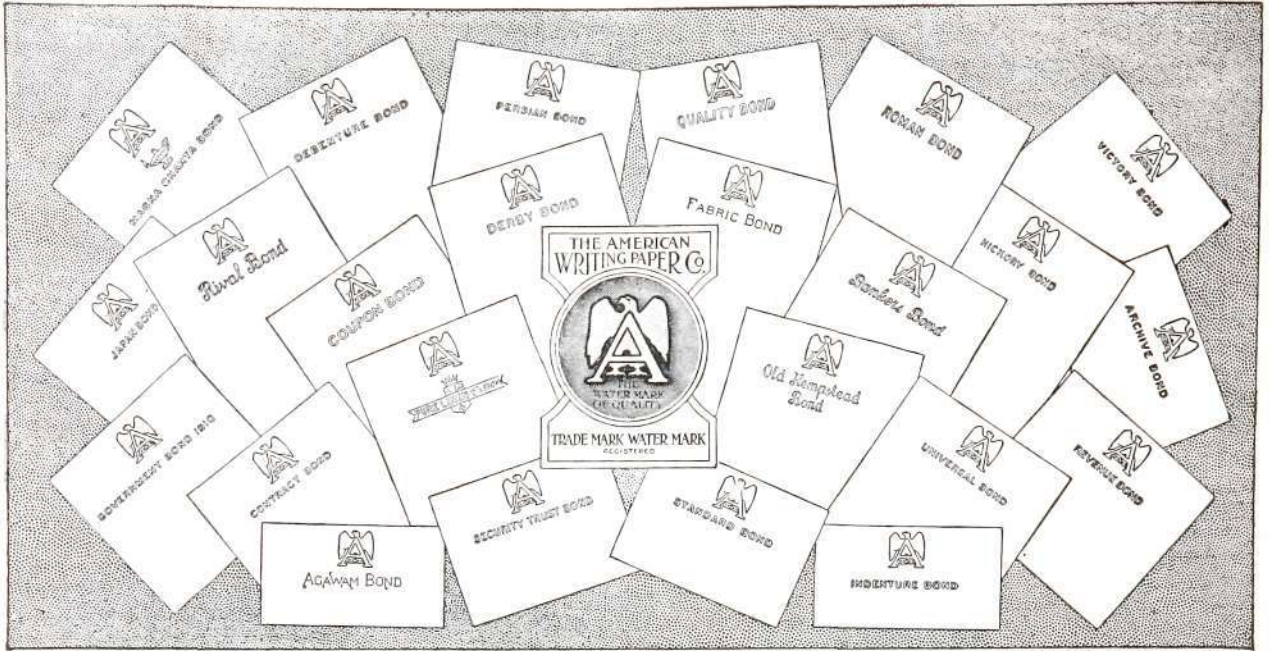 MAGNA CHARTA BOND
DEBENTURE BOND
PERSIAN BOND
QUALITY BOND
ROMAN BOND
VICTORY BOND
Rival Bond
DERBY BOND
FABRIC BOND
HICKORY BOND
JAPAN BOND
COUPON BOND
THE AMERICAN
WRITING PAPER CO.
A
THE
WATER MARK
OF QUALITY
TRADE MARK WATER MARK
REGISTERED
Bankers Bond
ARCHIVE BOND
Old Hempstead
Bond
GOVERNMENT BOND 1910
CONTRACT BOND
SECURITY TRUST BOND
STANDARD BOND
UNIVERSAL BOND
REVENUE BOND
AGAWAM BOND
INDENTURE BOND